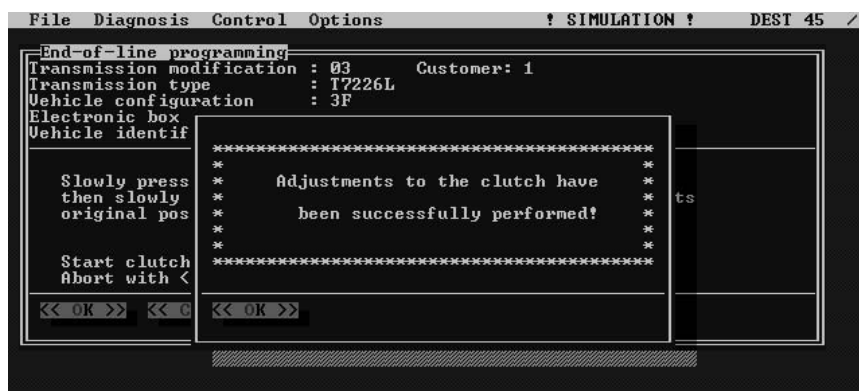 File Diagnosis Control Options ! SIMULATION ! DEST 45 /
End-of-line programming
Transmission modification : 03 Customer: 1
Transmission type : T7226L
Vehicle configuration : 3F
Electronic box
Vehicle identif
*****************************************
* *
* Adjustments to the clutch have *
* been successfully performed! *
* *
* *
*****************************************
Slowly press
then slowly ts
original pos
Start clutch
Abort with <
<< OK >> << C << OK >>